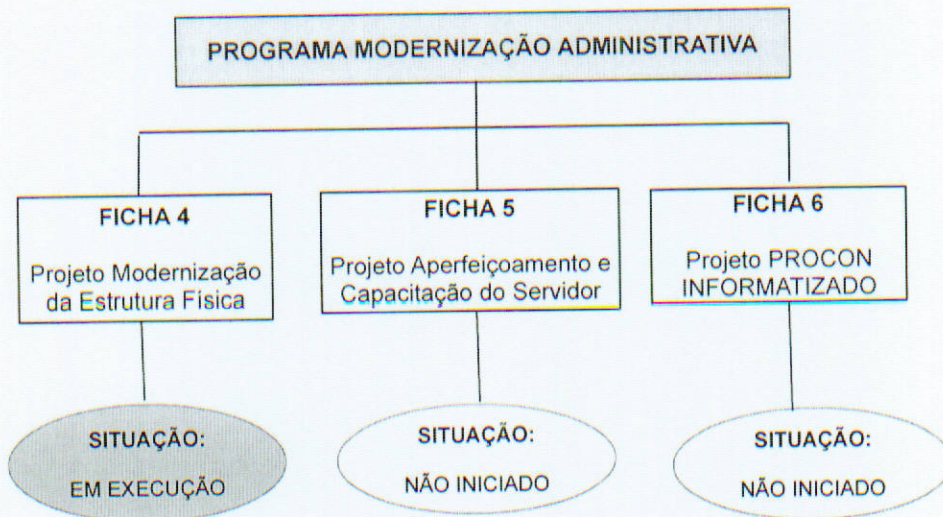 PROGRAMA MODERNIZAÇÃO ADMINISTRATIVA
FICHA 4
Projeto Modernização
da Estrutura Física
SITUAÇÃO:
EM EXECUÇÃO
FICHA 5
Projeto Aperfeiçoamento e
Capacitação do Servidor
SITUAÇÃO:
NÃO INICIADO
FICHA 6
Projeto PROCON
INFORMATIZADO
SITUAÇÃO:
NÃO INICIADO